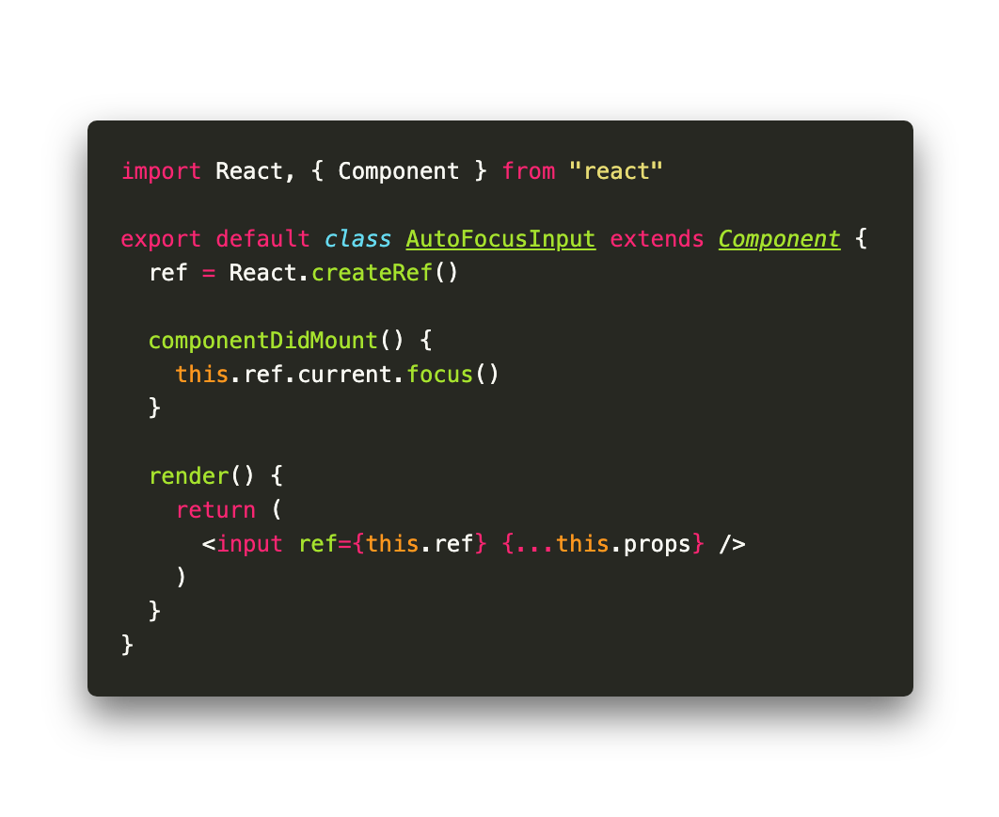 import React, { Component } from "react"
export default class AutoFocusInput extends Component {
  ref = React.createRef()
  componentDidMount() {
    this.ref.current.focus()
  }
  render() {
    return (
      <input ref={this.ref} {...this.props} />
    )
  }
}